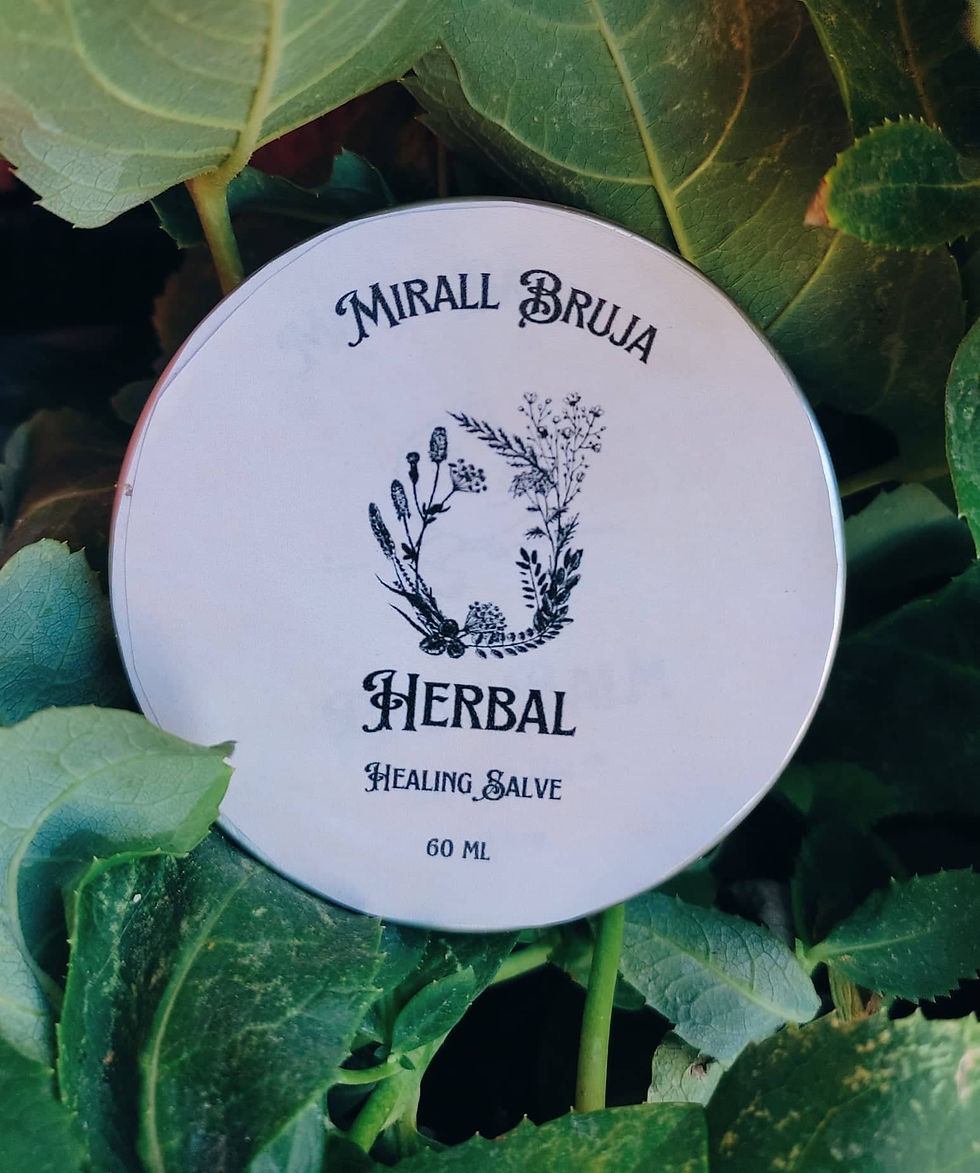 Mirall Bruja
Herbal
Healing Salve
60 ML